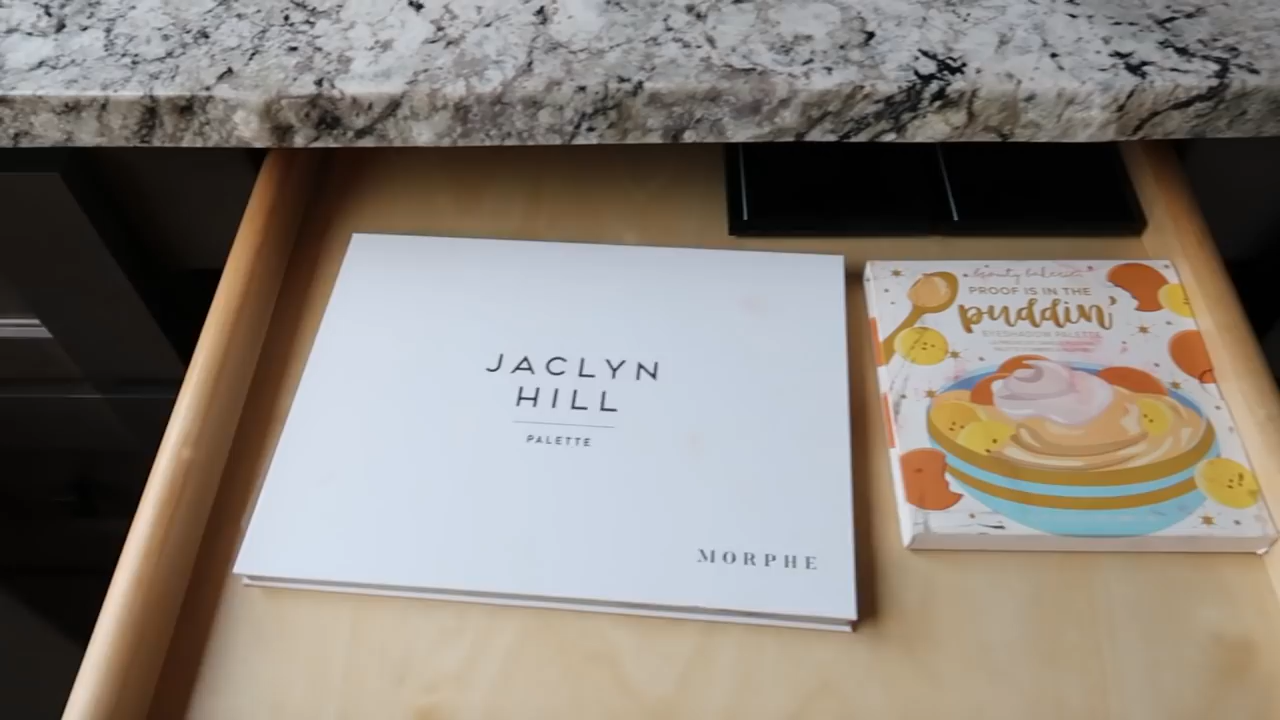 JACLYN
HILL
PALETTE
MORPHE
beauty bakerie
PROOF IS IN THE
puddin'
EYESHADOW PALETTE